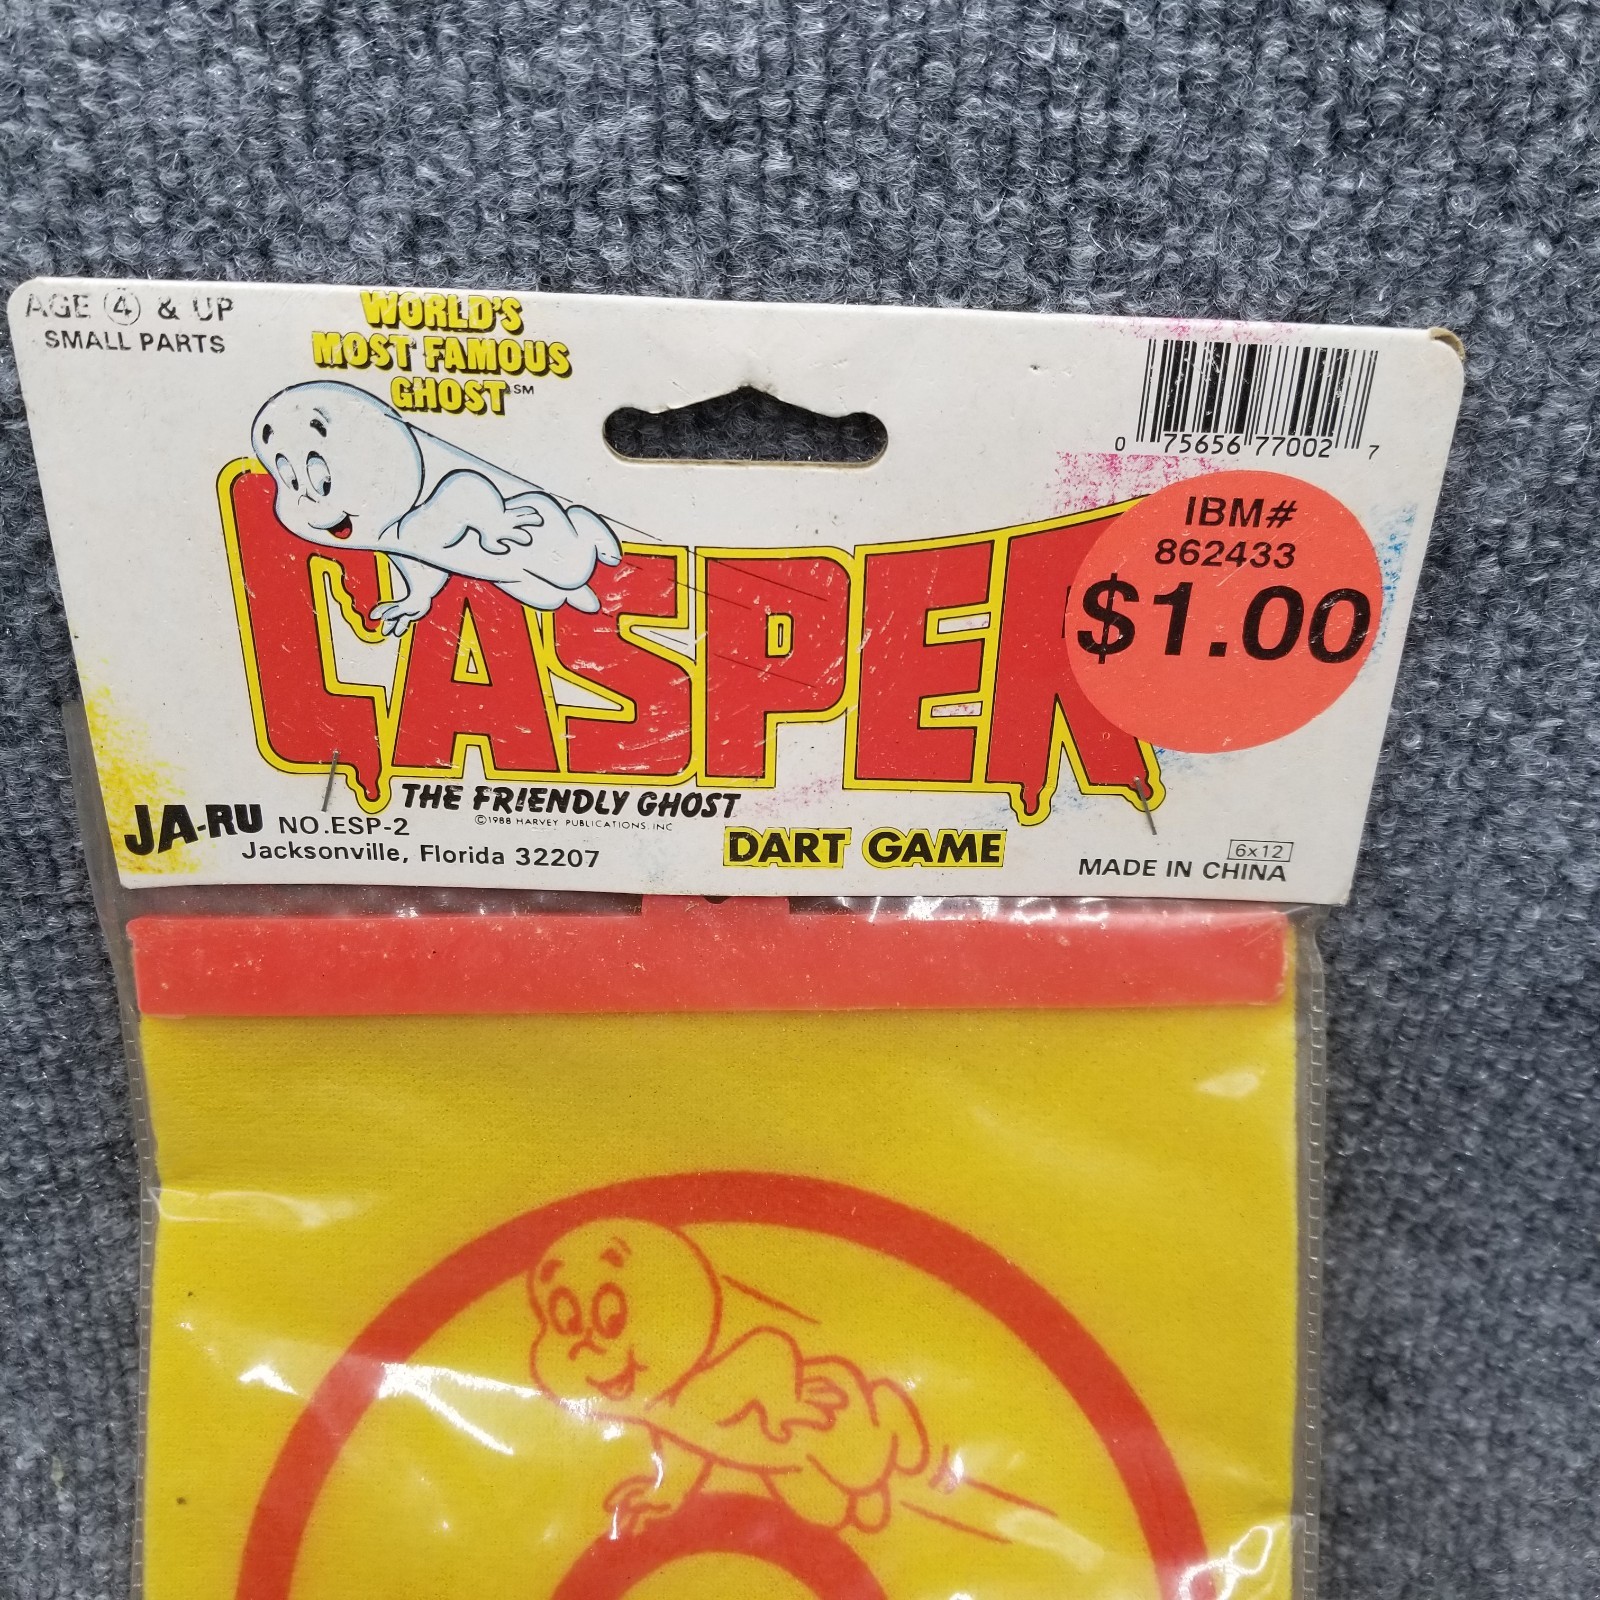 AGE 4 & UP
SMALL PARTS
WORLD'S
MOST FAMOUS
GHOST℠
0 75656 77002 7
IBM#
862433
$1.00
CASPER
THE FRIENDLY GHOST
©1988 HARVEY PUBLICATIONS, INC
JA-RU NO.ESP-2
Jacksonville, Florida 32207
DART GAME
6x12
MADE IN CHINA